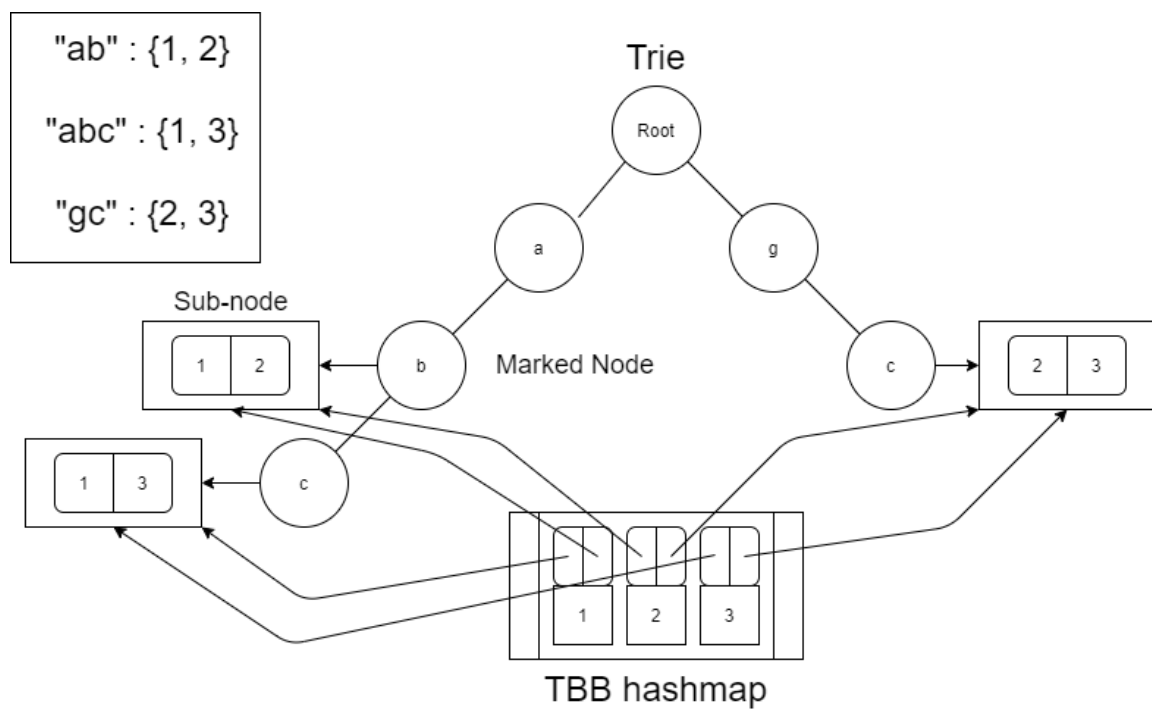 "ab" : {1, 2}
"abc" : {1, 3}
"gc" : {2, 3}
Trie
Root
a
g
Sub-node
1 2
b
Marked Node
c
2 3
1 3
c
1 2 3
TBB hashmap